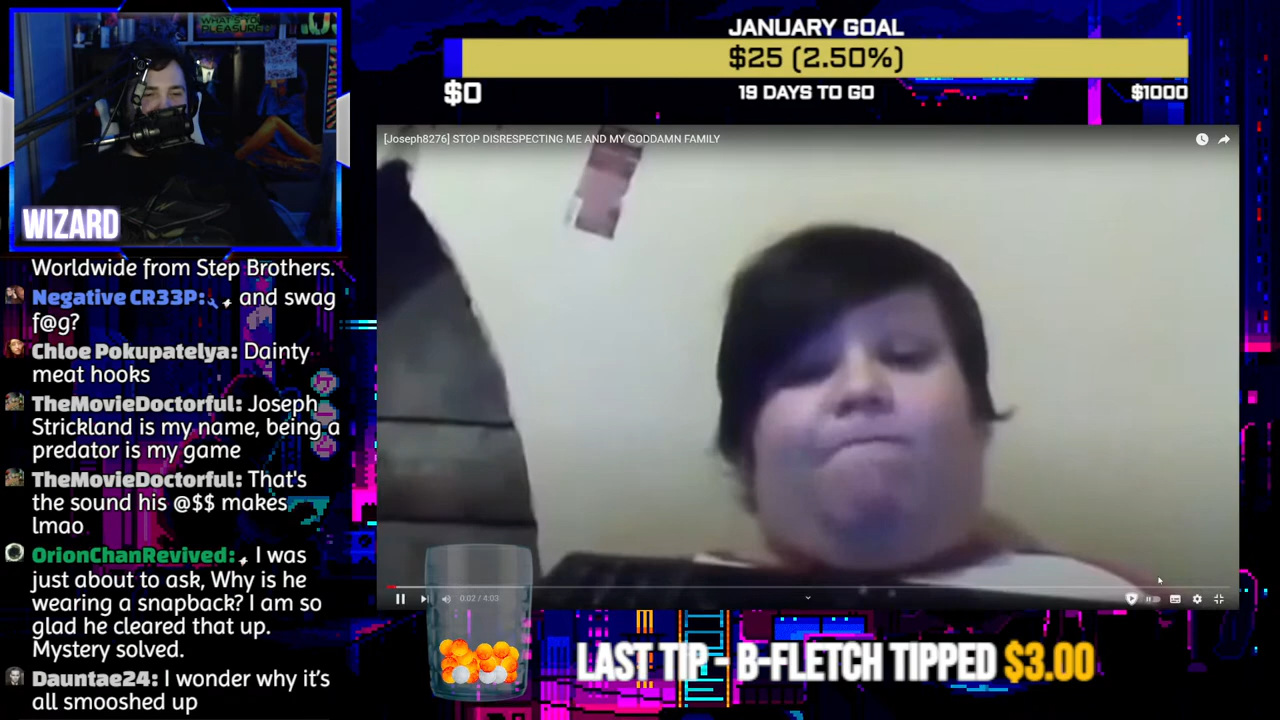 WHAT'S YO
PLEASURE?
JANUARY GOAL
$25 (2.50%)
$0
19 DAYS TO GO
$1000
[Joseph8276] STOP DISRESPECTING ME AND MY GODDAMN FAMILY
WIZARD
Worldwide from Step Brothers.
Negative CR33P: and swag
f@g?
Chloe Pokupatelya: Dainty
meat hooks
TheMovieDoctorful: Joseph
Strickland is my name, being a
predator is my game
TheMovieDoctorful: That's
the sound his @$$ makes
lmao
OrionChanRevived: I was
just about to ask, Why is he
wearing a snapback? I am so
glad he cleared that up.
Mystery solved.
Dauntae24: I wonder why it's
all smooshed up
0:02 / 4:03
LAST TIP - B-FLETCH TIPPED $3.00